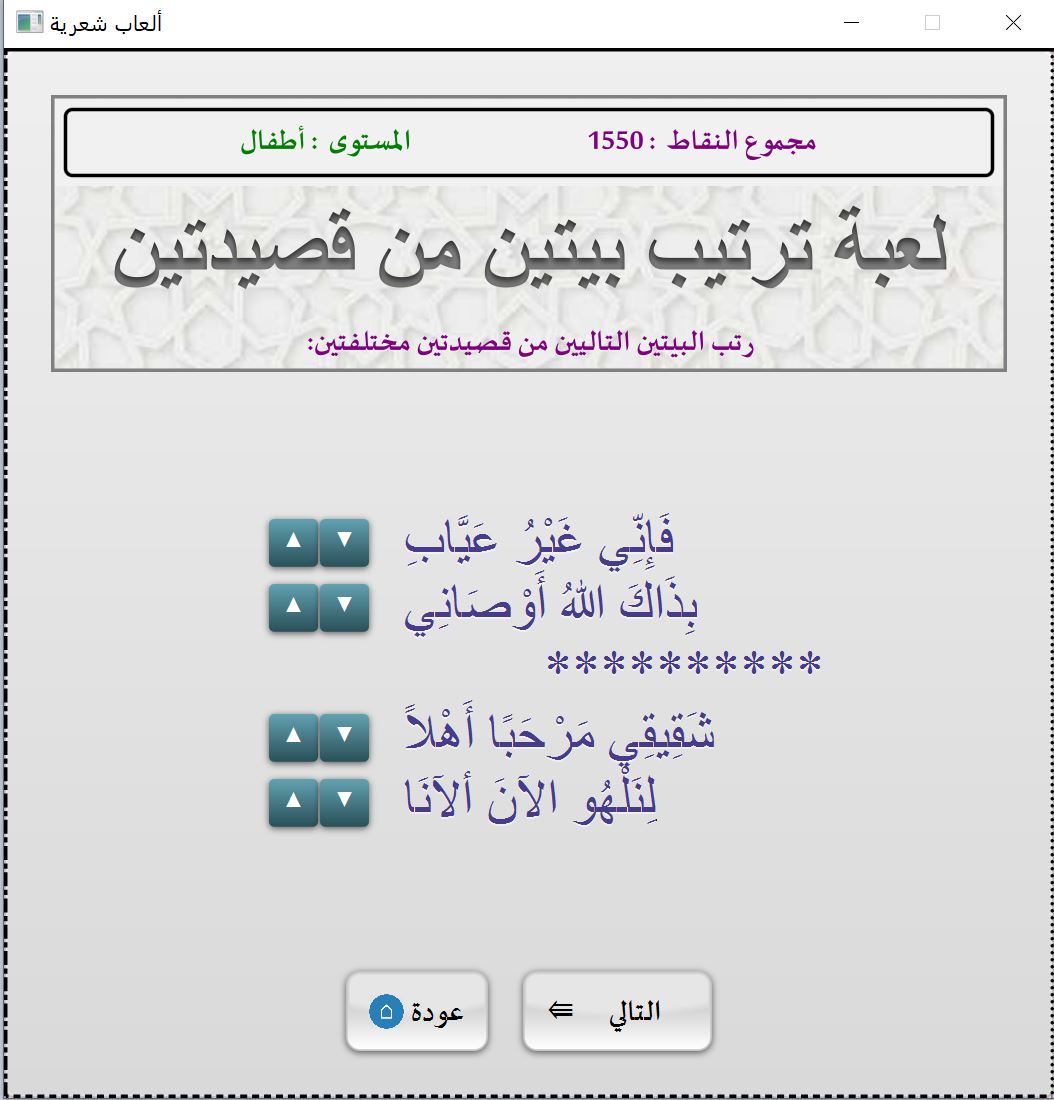 ألعاب شعرية
مجموع النقاط : 1550
المستوى : أطفال
لعبة ترتيب بيتين من قصيدتين
رتب البيتين التاليين من قصيدتين مختلفتين:
فَإِنِّي غَيْرُ عَيَّابِ
بِذَاكَ اللهُ أَوْصَانِي
**********
شَقِيقِي مَرْحَبًا أَهْلاً
لِنَلْهُو الآنَ ألآنَا
التالي
عودة